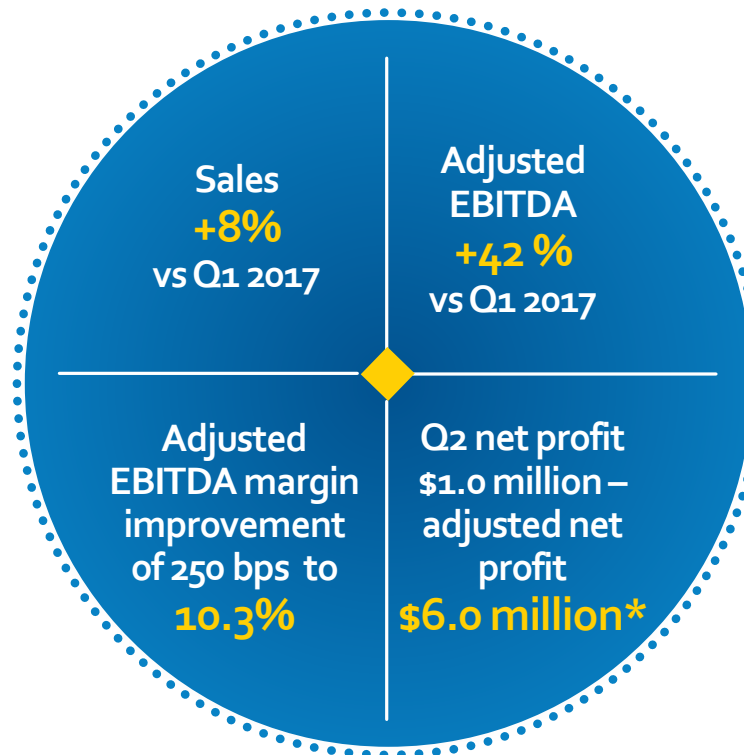 Sales
+8%
vs Q1 2017
Adjusted
EBITDA
+42 %
vs Q1 2017
Adjusted
EBITDA margin
improvement
of 250 bps to
10.3%
Q2 net profit
$1.0 million –
adjusted net
profit
$6.0 million*